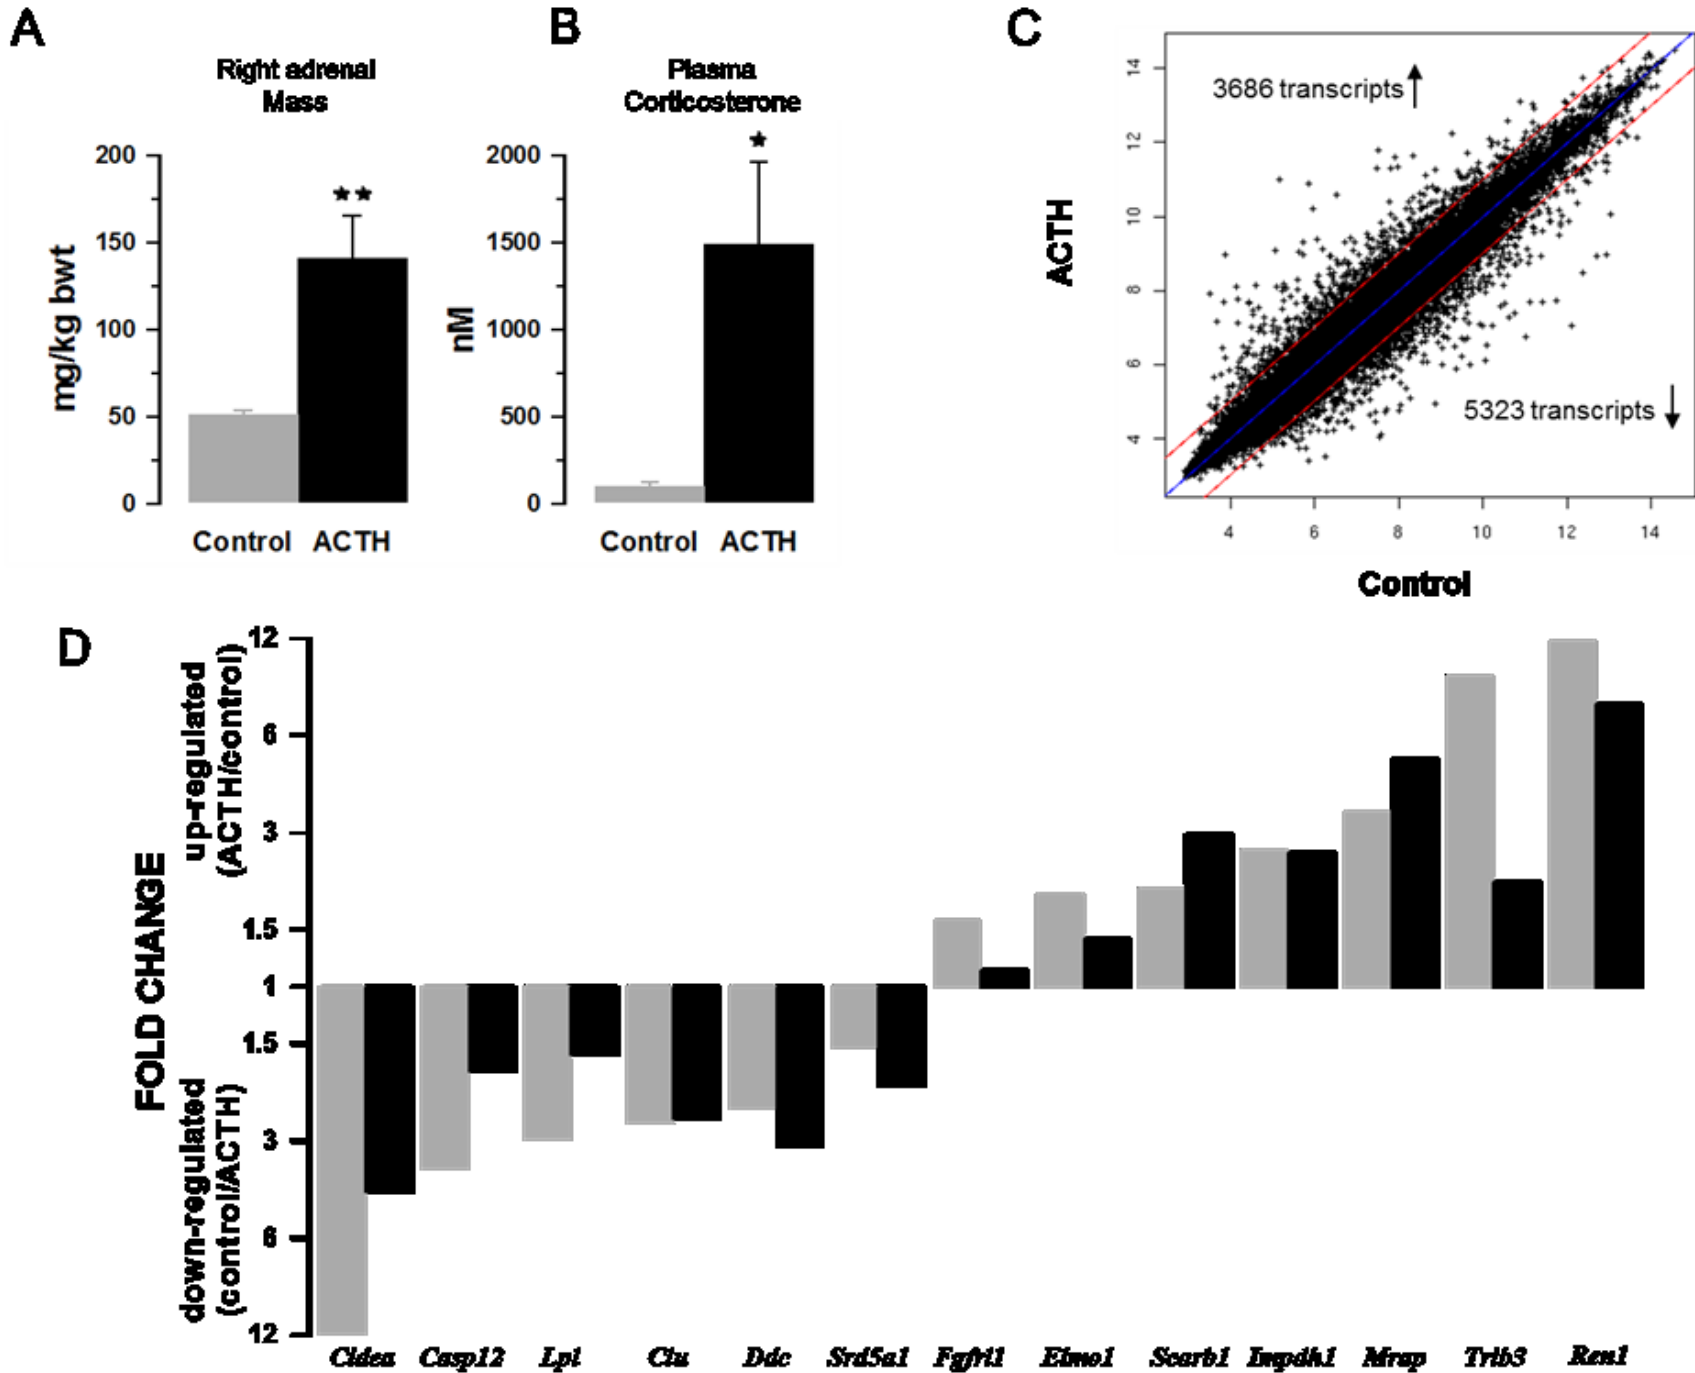 A
Right adrenal
Mass
mg/kg bwt
200
150
100
50
0
Control ACTH
★★
B
Plasma
Corticosterone
nM
2000
1500
1000
500
0
Control ACTH
★
C
ACTH
14
12
10
8
6
4
3686 transcripts ↑
5323 transcripts ↓
4 6 8 10 12 14
Control
D
FOLD CHANGE
up-regulated
(ACTH/control)
down-regulated
(control/ACTH)
12
6
3
1.5
1
1.5
3
6
12
Cidea Casp12 Lpl Clu Ddc Srd5a1 Fgfrl1 Elmo1 Scarb1 Impdh1 Mrap Trib3 Ren1